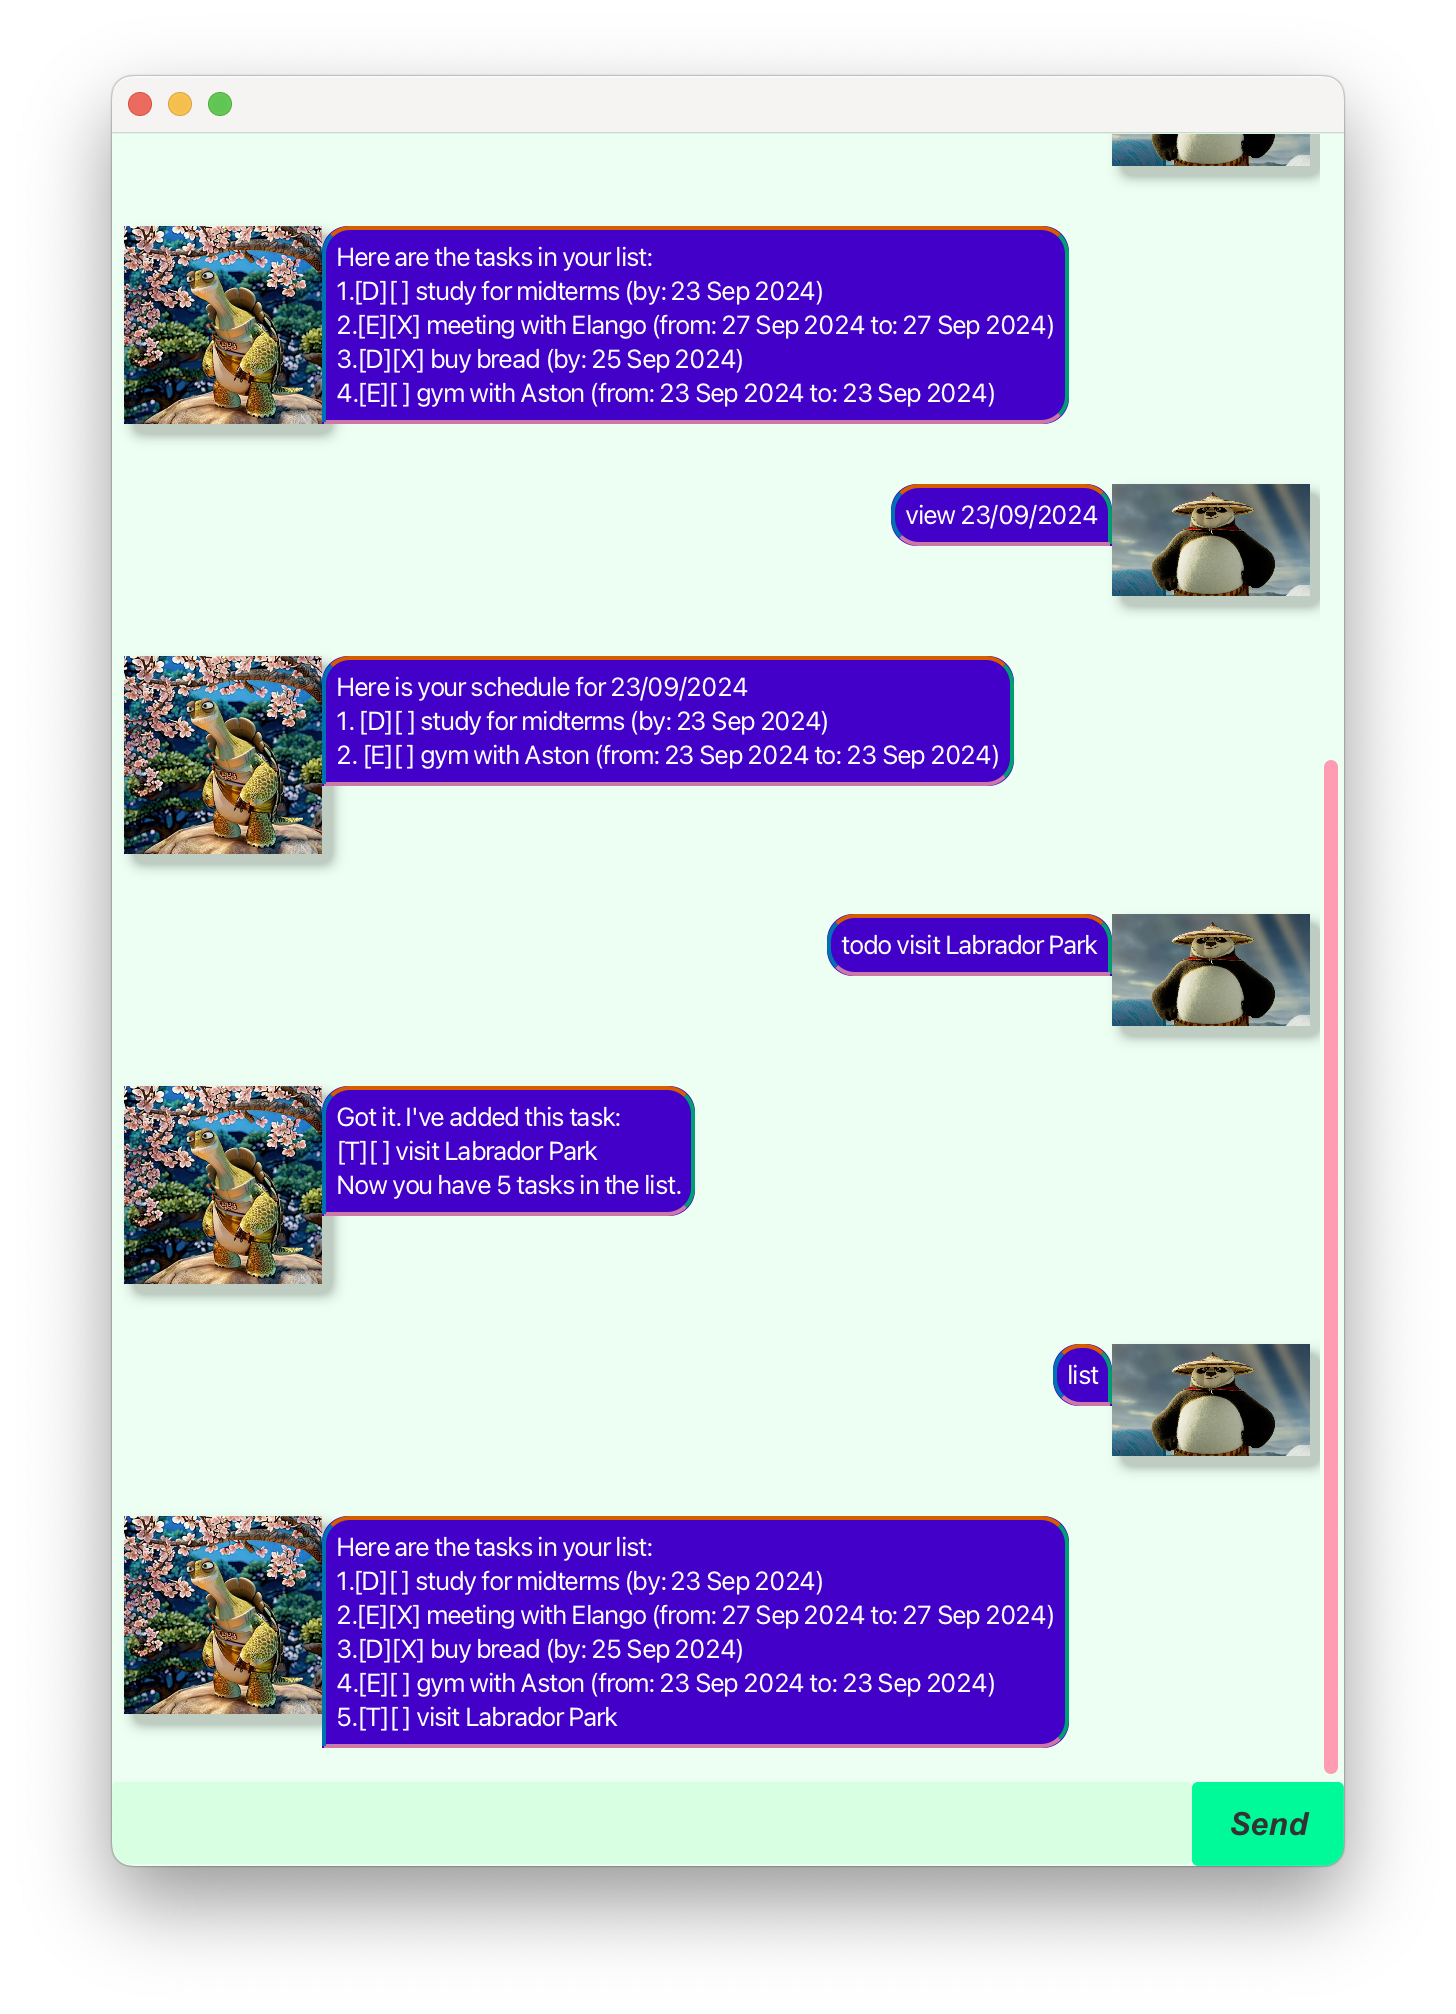 Here are the tasks in your list:
1.[D][ ] study for midterms (by: 23 Sep 2024)
2.[E][X] meeting with Elango (from: 27 Sep 2024 to: 27 Sep 2024)
3.[D][X] buy bread (by: 25 Sep 2024)
4.[E][ ] gym with Aston (from: 23 Sep 2024 to: 23 Sep 2024)
view 23/09/2024
Here is your schedule for 23/09/2024
1. [D][ ] study for midterms (by: 23 Sep 2024)
2. [E][ ] gym with Aston (from: 23 Sep 2024 to: 23 Sep 2024)
todo visit Labrador Park
Got it. I've added this task:
[T][ ] visit Labrador Park
Now you have 5 tasks in the list.
list
Here are the tasks in your list:
1.[D][ ] study for midterms (by: 23 Sep 2024)
2.[E][X] meeting with Elango (from: 27 Sep 2024 to: 27 Sep 2024)
3.[D][X] buy bread (by: 25 Sep 2024)
4.[E][ ] gym with Aston (from: 23 Sep 2024 to: 23 Sep 2024)
5.[T][ ] visit Labrador Park
Send